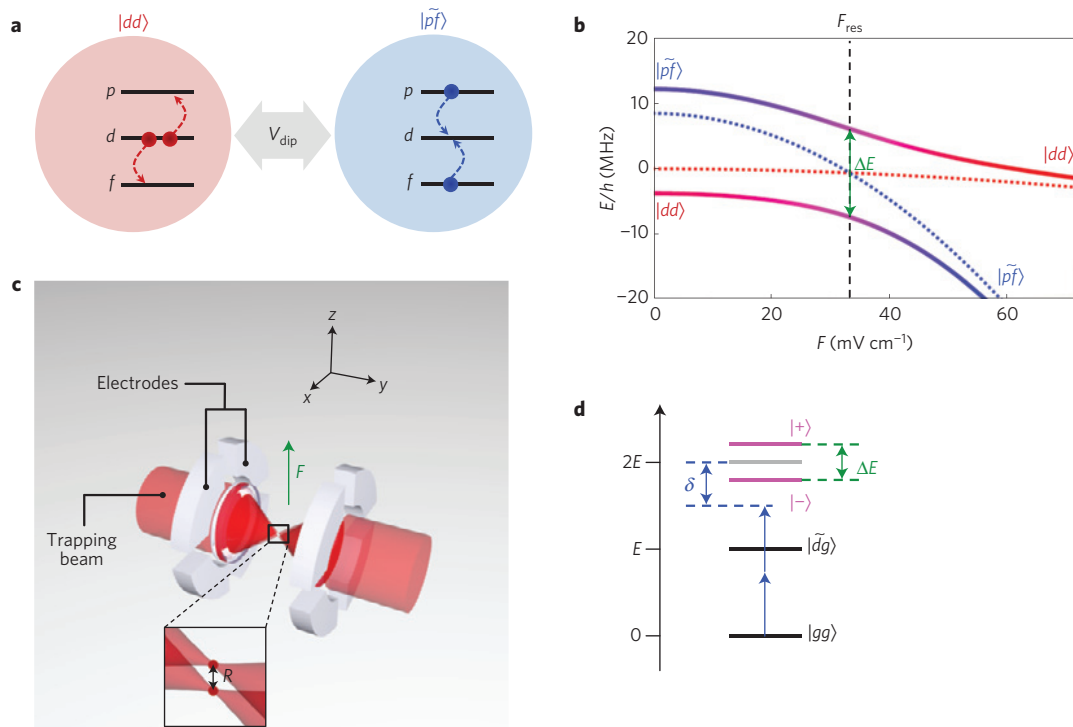 a
|dd⟩
|p̃f⟩
p
d
f
V_dip
p
d
f
b
F_res
20
10
0
−10
−20
E/h (MHz)
|p̃f⟩
|dd⟩
ΔE
|dd⟩
|p̃f⟩
0
20
40
60
F (mV cm⁻¹)
c
z
y
x
Electrodes
F
Trapping
beam
R
d
|+⟩
2E
δ
ΔE
|−⟩
E
|d̃g⟩
0
|gg⟩